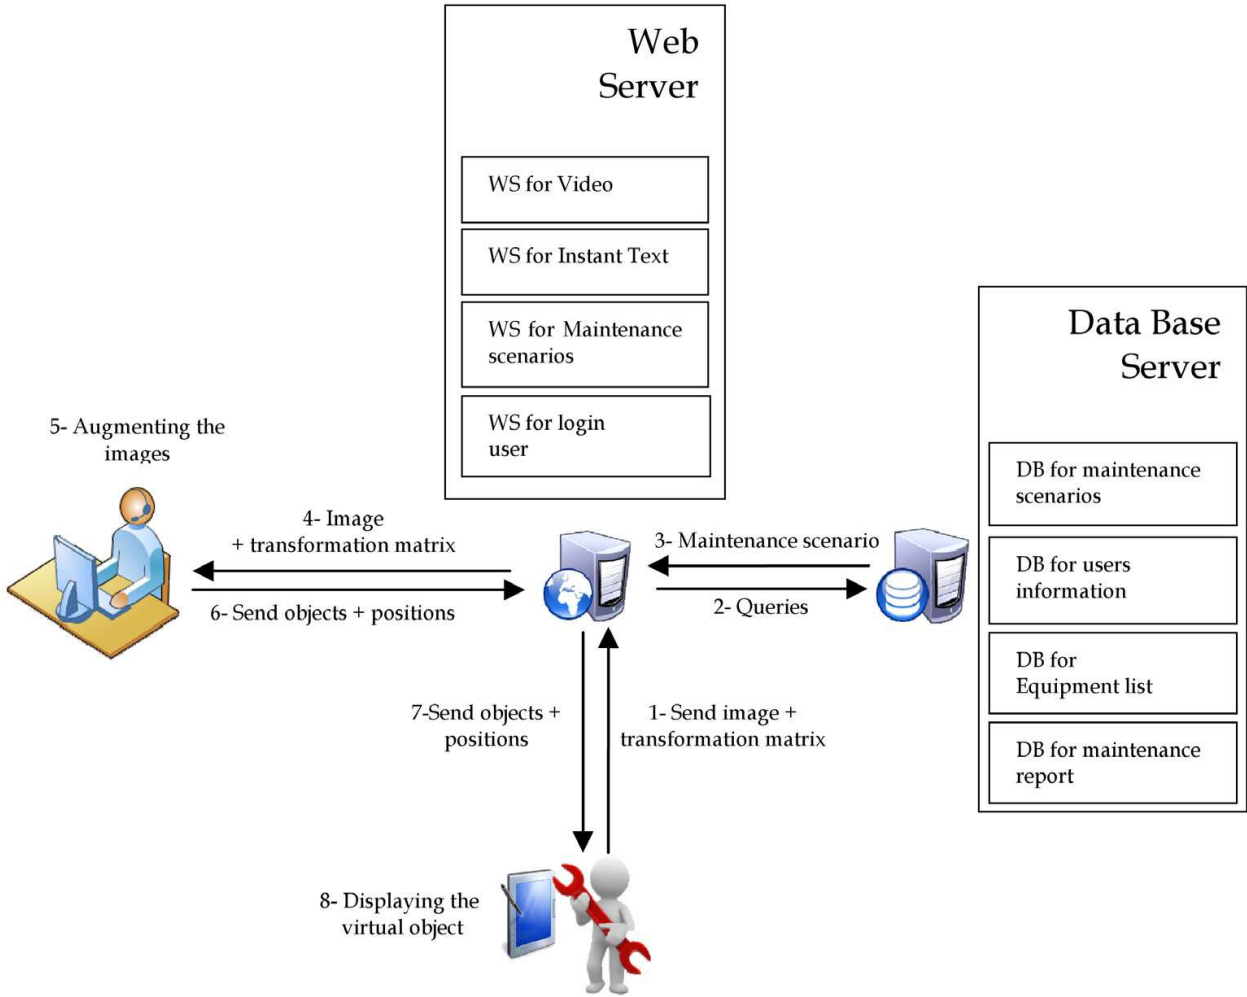 Web
Server
WS for Video
WS for Instant Text
WS for Maintenance
scenarios
WS for login
user
Data Base
Server
DB for maintenance
scenarios
DB for users
information
DB for
Equipment list
DB for maintenance
report
5- Augmenting the
images
4- Image
+ transformation matrix
6- Send objects + positions
3- Maintenance scenario
2- Queries
7-Send objects +
positions
1- Send image +
transformation matrix
8- Displaying the
virtual object